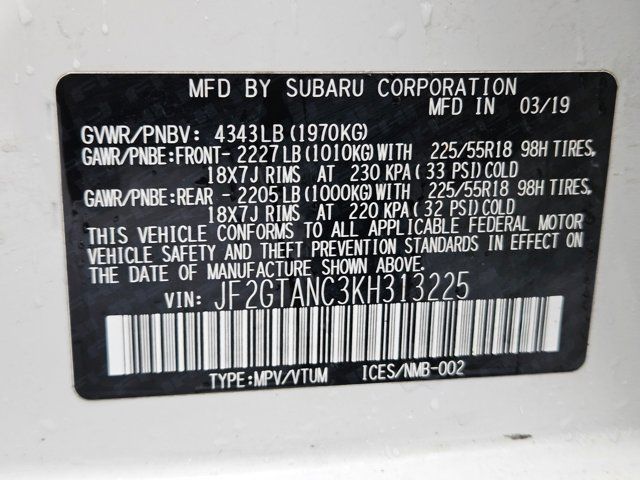 MFD BY SUBARU CORPORATION
MFD IN 03/19
GVWR/PNBV: 4343LB(1970KG)
GAWR/PNBE:FRONT-2227LB(1010KG)WITH 225/55R18 98H TIRES,
18X7J RIMS AT 230 KPA(33 PSI)COLD
GAWR/PNBE:REAR -2205LB(1000KG)WITH 225/55R18 98H TIRES,
18X7J RIMS AT 220 KPA(32 PSI)COLD
THIS VEHICLE CONFORMS TO ALL APPLICABLE FEDERAL MOTOR
VEHICLE SAFETY AND THEFT PREVENTION STANDARDS IN EFFECT ON
THE DATE OF MANUFACTURE SHOWN ABOVE.
VIN: JF2GTANC3KH313225
TYPE:MPV/VTUM ICES/NMB-002